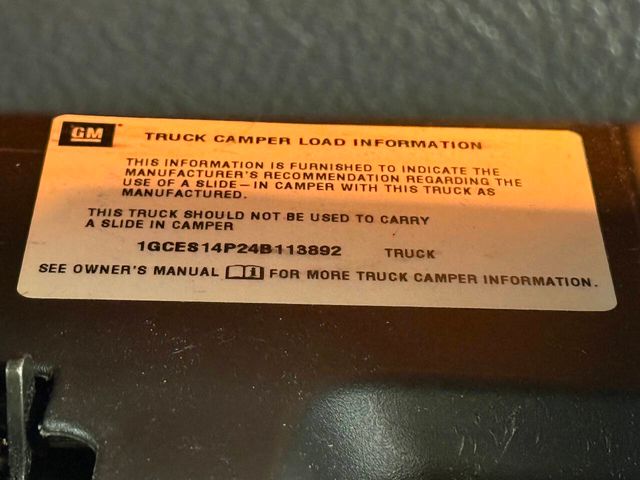 GM TRUCK CAMPER LOAD INFORMATION
THIS INFORMATION IS FURNISHED TO INDICATE THE
MANUFACTURER'S RECOMMENDATION REGARDING THE
USE OF A SLIDE-IN CAMPER WITH THIS TRUCK AS
MANUFACTURED.
THIS TRUCK SHOULD NOT BE USED TO CARRY
A SLIDE IN CAMPER
1GCES14P24B113892 TRUCK
SEE OWNER'S MANUAL FOR MORE TRUCK CAMPER INFORMATION.